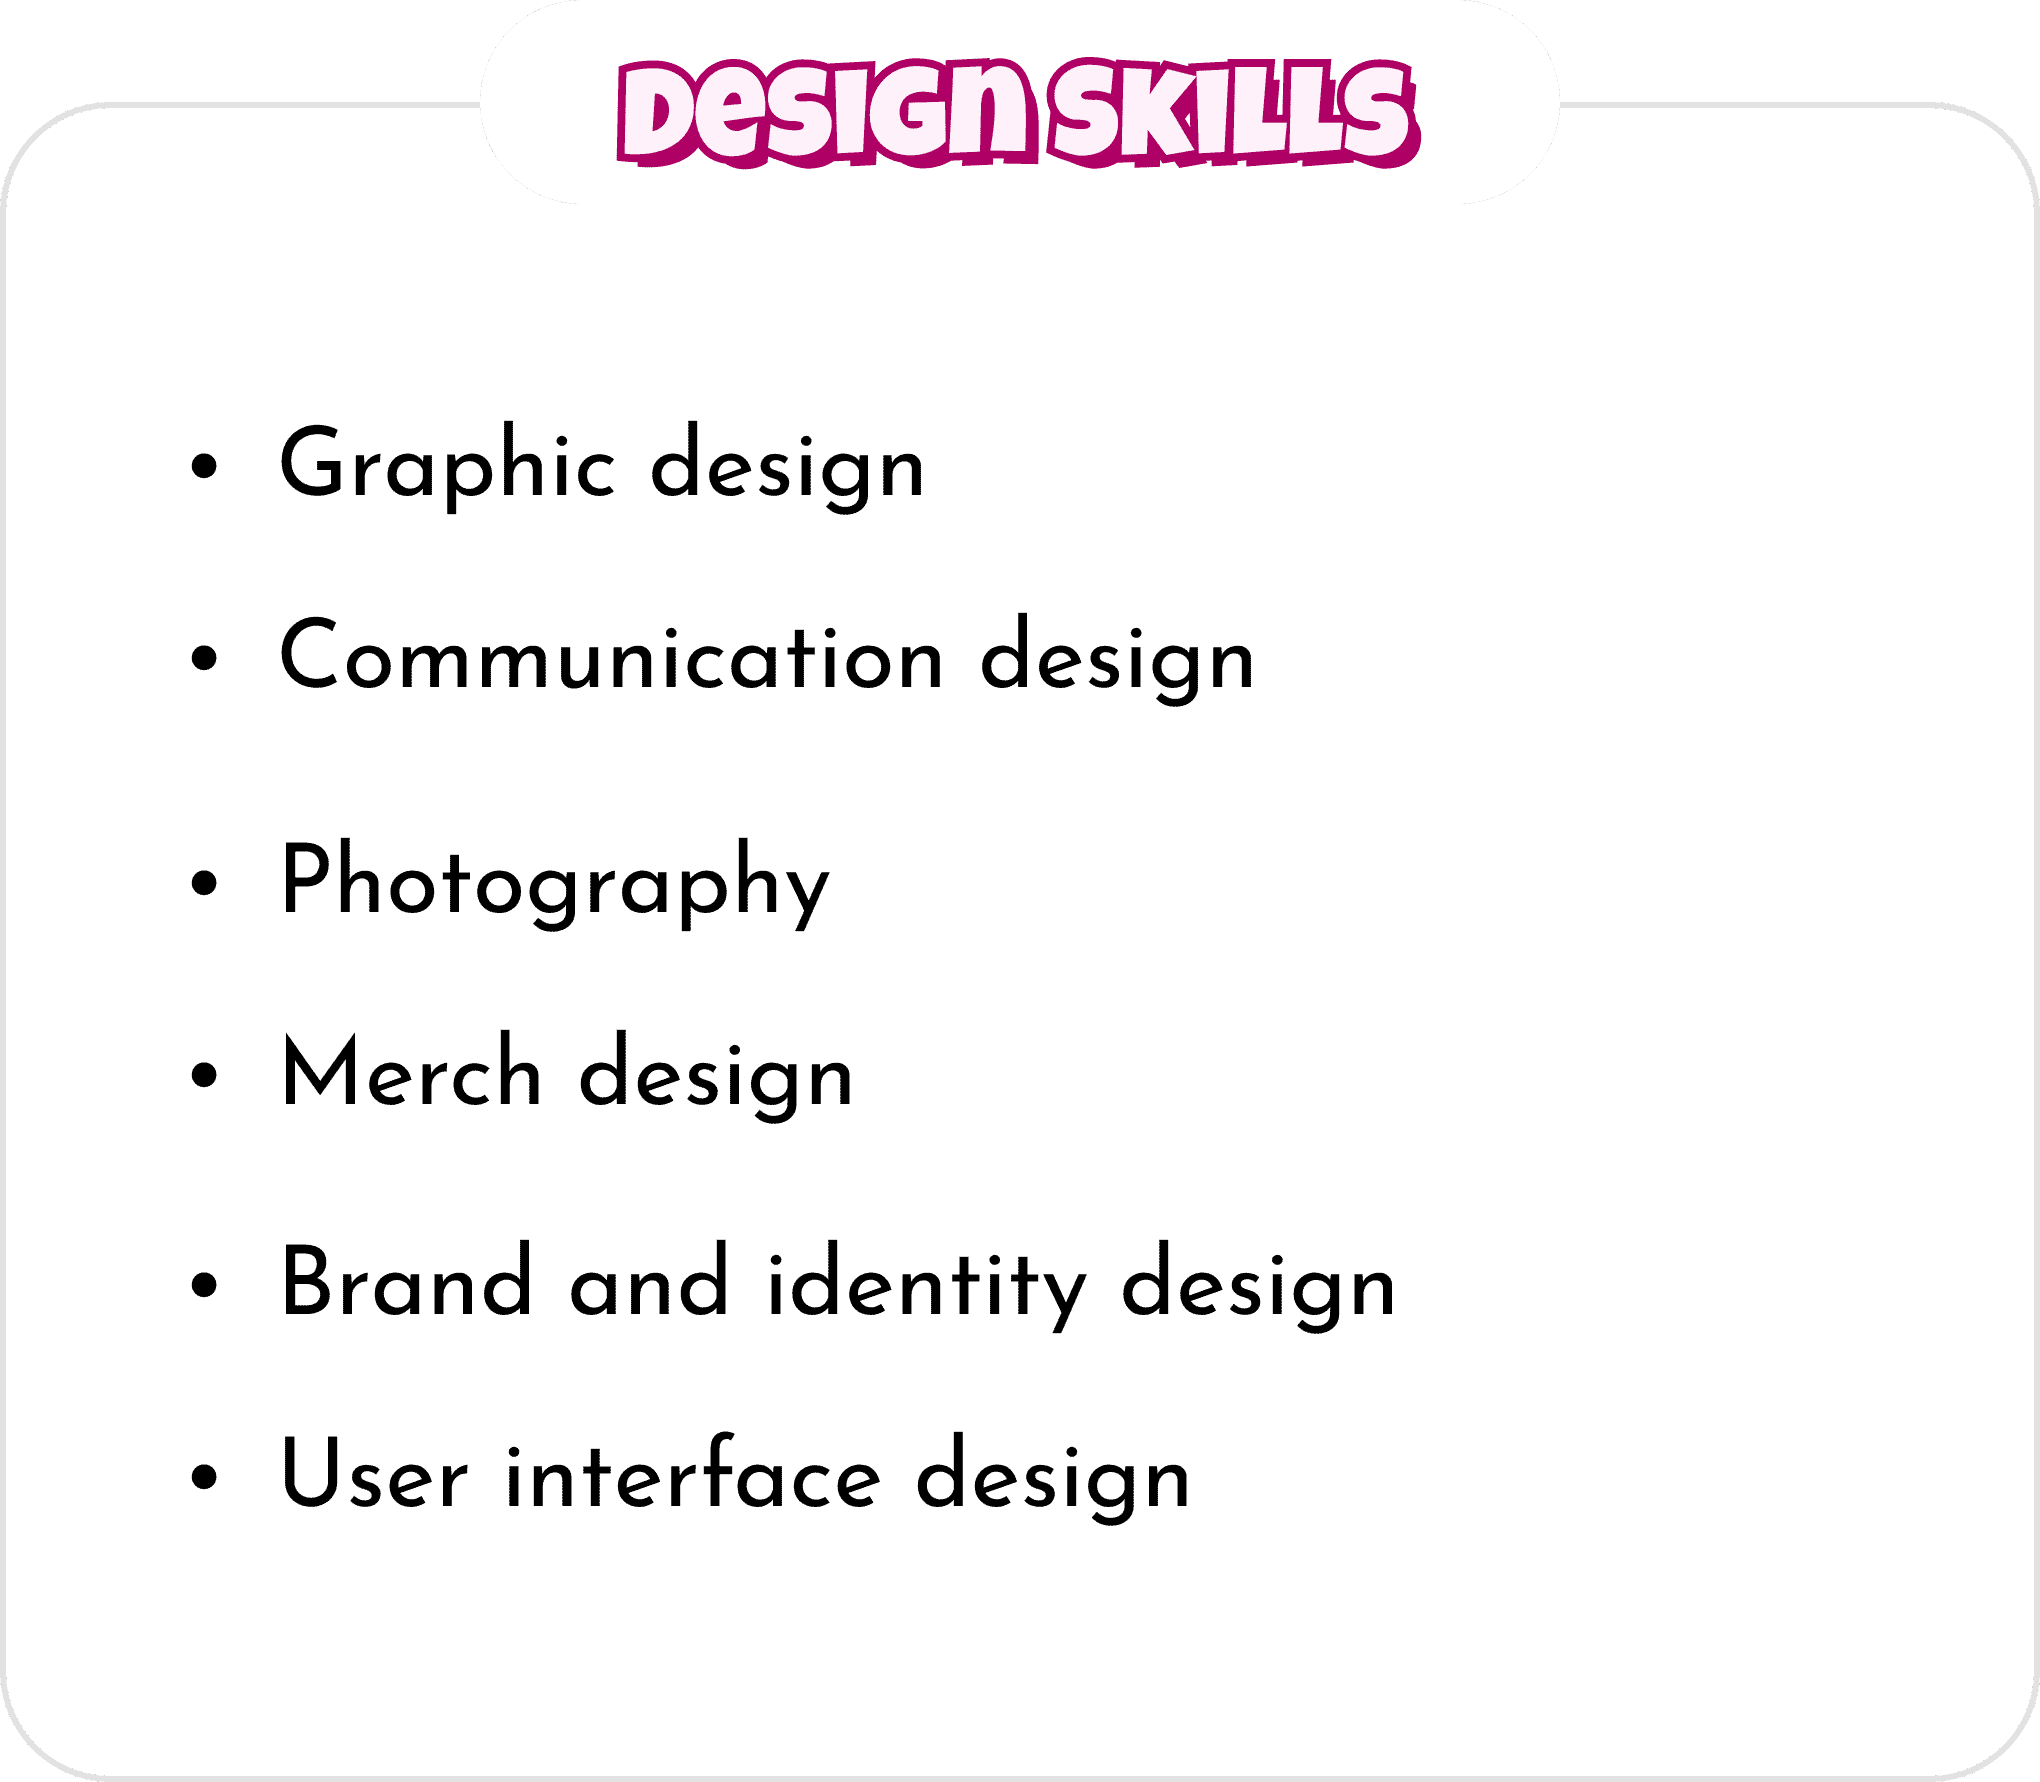 Design Skills
• Graphic design
• Communication design
• Photography
• Merch design
• Brand and identity design
• User interface design